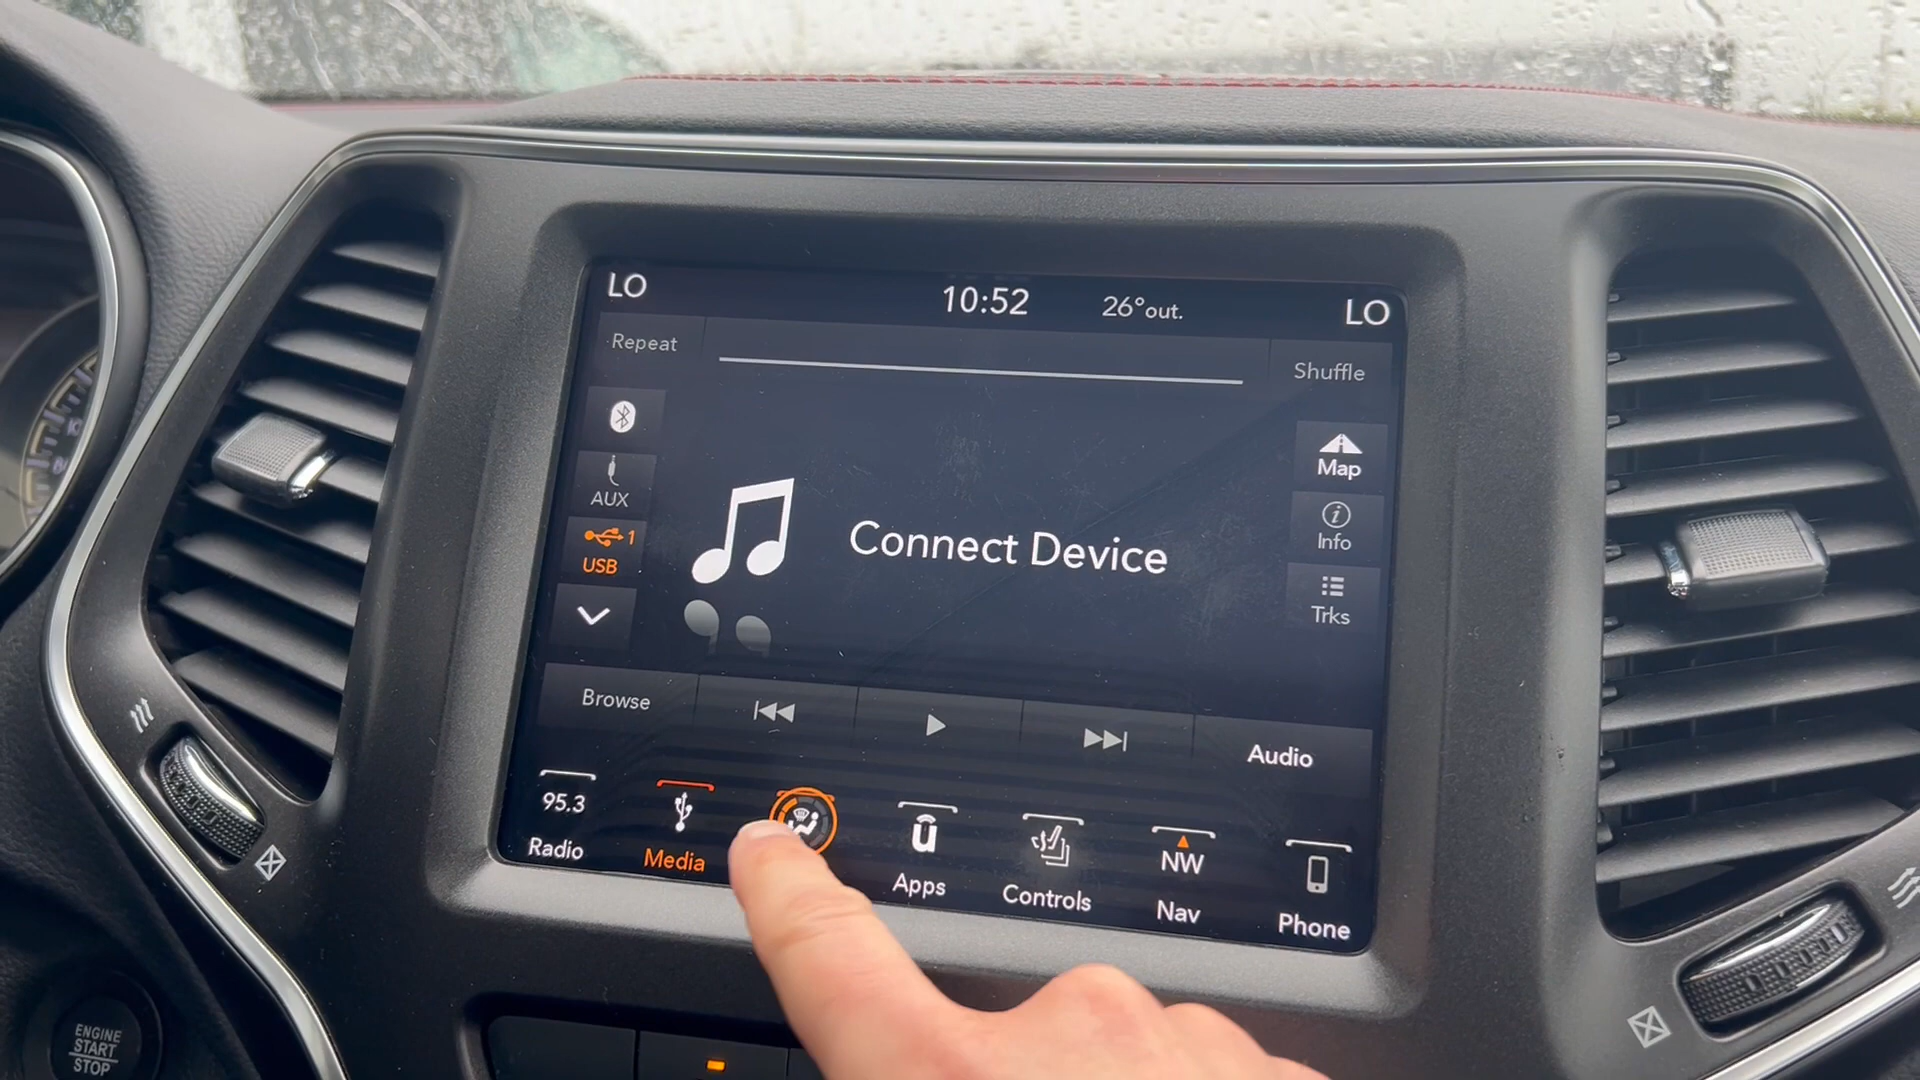 LO
10:52
26°out.
LO
Repeat
Shuffle
AUX
1
USB
Map
Info
Trks
Connect Device
Browse
Audio
95.3
Radio
Media
Apps
Controls
NW
Nav
Phone
ENGINE
START
STOP